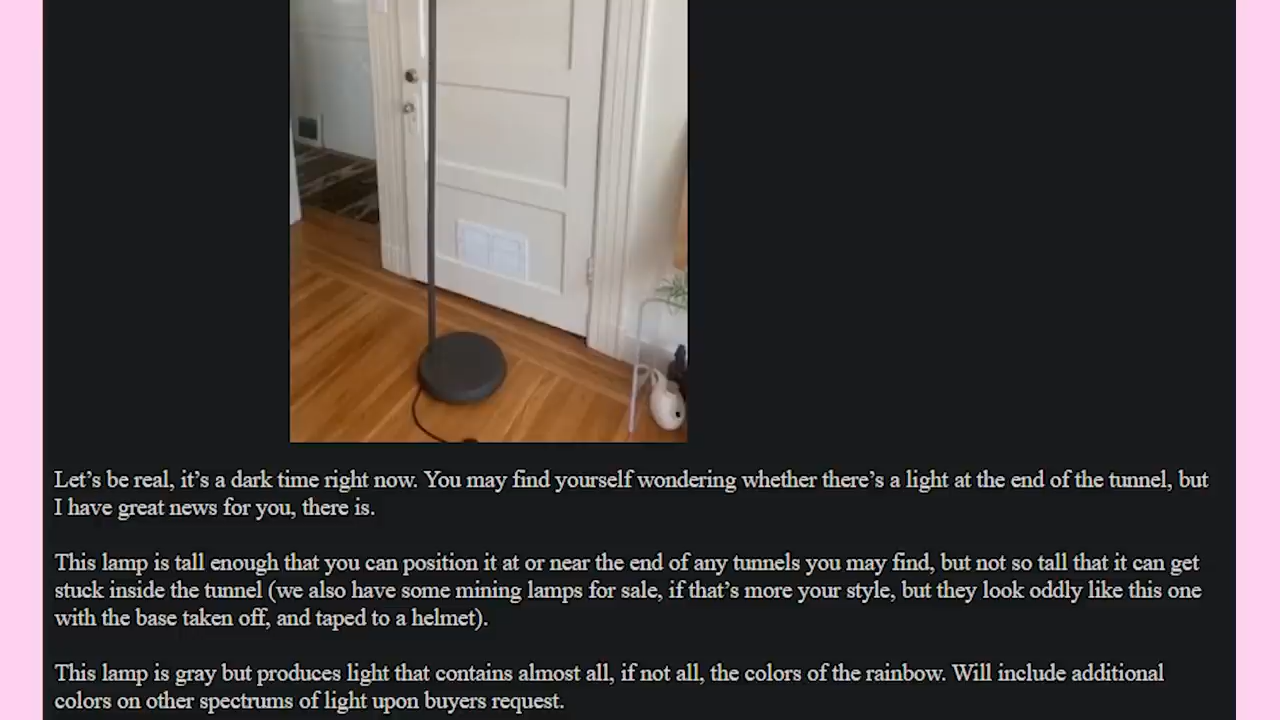 Let’s be real, it’s a dark time right now. You may find yourself wondering whether there’s a light at the end of the tunnel, but
I have great news for you, there is.
This lamp is tall enough that you can position it at or near the end of any tunnels you may find, but not so tall that it can get
stuck inside the tunnel (we also have some mining lamps for sale, if that’s more your style, but they look oddly like this one
with the base taken off, and taped to a helmet).
This lamp is gray but produces light that contains almost all, if not all, the colors of the rainbow. Will include additional
colors on other spectrums of light upon buyers request.